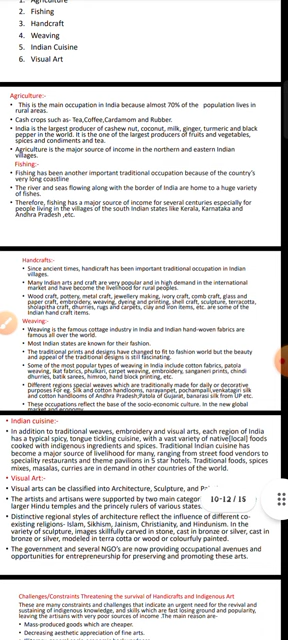 1. Agriculture
2. Fishing
3. Handcraft
4. Weaving
5. Indian Cuisine
6. Visual Art
Agriculture:-
• This is the main occupation in India because almost 70% of the population lives in
rural areas.
• Cash crops such as- Tea,Coffee,Cardamom and Rubber.
• India is the largest producer of cashew nut, coconut, milk, ginger, turmeric and black
pepper in the world. It is the one of the largest producers of fruits and vegetables,
spices and condiments and tea.
• Agriculture is the major source of income in the northern and eastern Indian
villages.
Fishing:-
• Fishing has been another important traditional occupation because of the country's
very long coastline
• The river and seas flowing along with the border of India are home to a huge variety
of fishes.
• Therefore, fishing has a major source of income for several centuries especially for
people living in the villages of the south Indian states like Kerala, Karnataka and
Andhra Pradesh ,etc.
Handcrafts:-
• Since ancient times, handicraft has been important traditional occupation in Indian
villages.
• Many Indian arts and craft are very popular and in high demand in the international
market and have become the livelihood for rural peoples.
• Wood craft, pottery, metal craft, jewellery making, ivory craft, comb craft, glass and
paper craft, embroidery, weaving, dyeing and printing, shell craft, sculpture, terracotta,
sholapitha craft, dhurries, rugs and carpets, clay and iron items, etc. are some of the
Indian hand craft items.
Weaving:-
• Weaving is the famous cottage industry in India and Indian hand-woven fabrics are
famous all over the world.
• Most Indian states are known for their fashion.
• The traditional prints and designs have changed to fit to fashion world but the beauty
and appeal of the traditional designs is still fascinating.
• Some of the most popular types of weaving in India include cotton fabrics, patola
weaving, Ikat fabrics, phulkari, carpet weaving, embroidery, sanganeri prints, chindi
dhurries, batik sarees, himroo, hand block printing, etc.
• Different regions special weaves which are traditionally made for daily or decorative
purposes For eg. Silk and cotton handlooms, narayanpet, pochampalli,venkatagiri silk
and cotton handlooms of Andhra Pradesh,Patola of Gujarat, banarasi silk from UP etc.
• These occupations reflect the base of the socio-economic culture. In the new global
market and economy
• Indian cuisine:
• In addition to traditional weaves, embroidery and visual arts, each region of India
has a typical spicy, tongue tickling cuisine, with a vast variety of native[local] foods
cooked with indigenous ingredients and spices. Traditional Indian cuisine has
become a major source of livelihood for many, ranging from street food vendors to
speciality restaurants and theme pavilions in 5 star hotels. Traditional foods, spices
mixes, masalas, curries are in demand in other countries of the world.
• Visual Art:
• Visual arts can be classified into Architecture, Sculpture, and
• The artists and artisans were supported by two main categor
larger Hindu temples and the princely rulers of various states.
10-12 / 15
• Distinctive regional styles of architecture reflect the influence of different co-
existing religions- Islam, Sikhism, Jainism, Christianity, and Hinduism. In the
variety of sculpture, images skillfully carved in stone, cast in bronze or silver, cast in
bronze or silver, modeled in terra cotta or wood or colourfully painted.
• The government and several NGO's are now providing occupation avenues and
opportunities for entrepreneurship for preserving and promoting these arts.
Challenges/Constraints Threatening the survival of Handicrafts and Indigenous Art
These are many constraints and challenges that indicate an urgent need for the revival and
sustaining of indigenous knowledge, and skills which are fast losing ground and popularity,
leaving the artisans with very poor sources of income .The main reason are-
• Mass-produced goods which are cheaper.
• Decreasing aesthetic appreciation of fine arts.